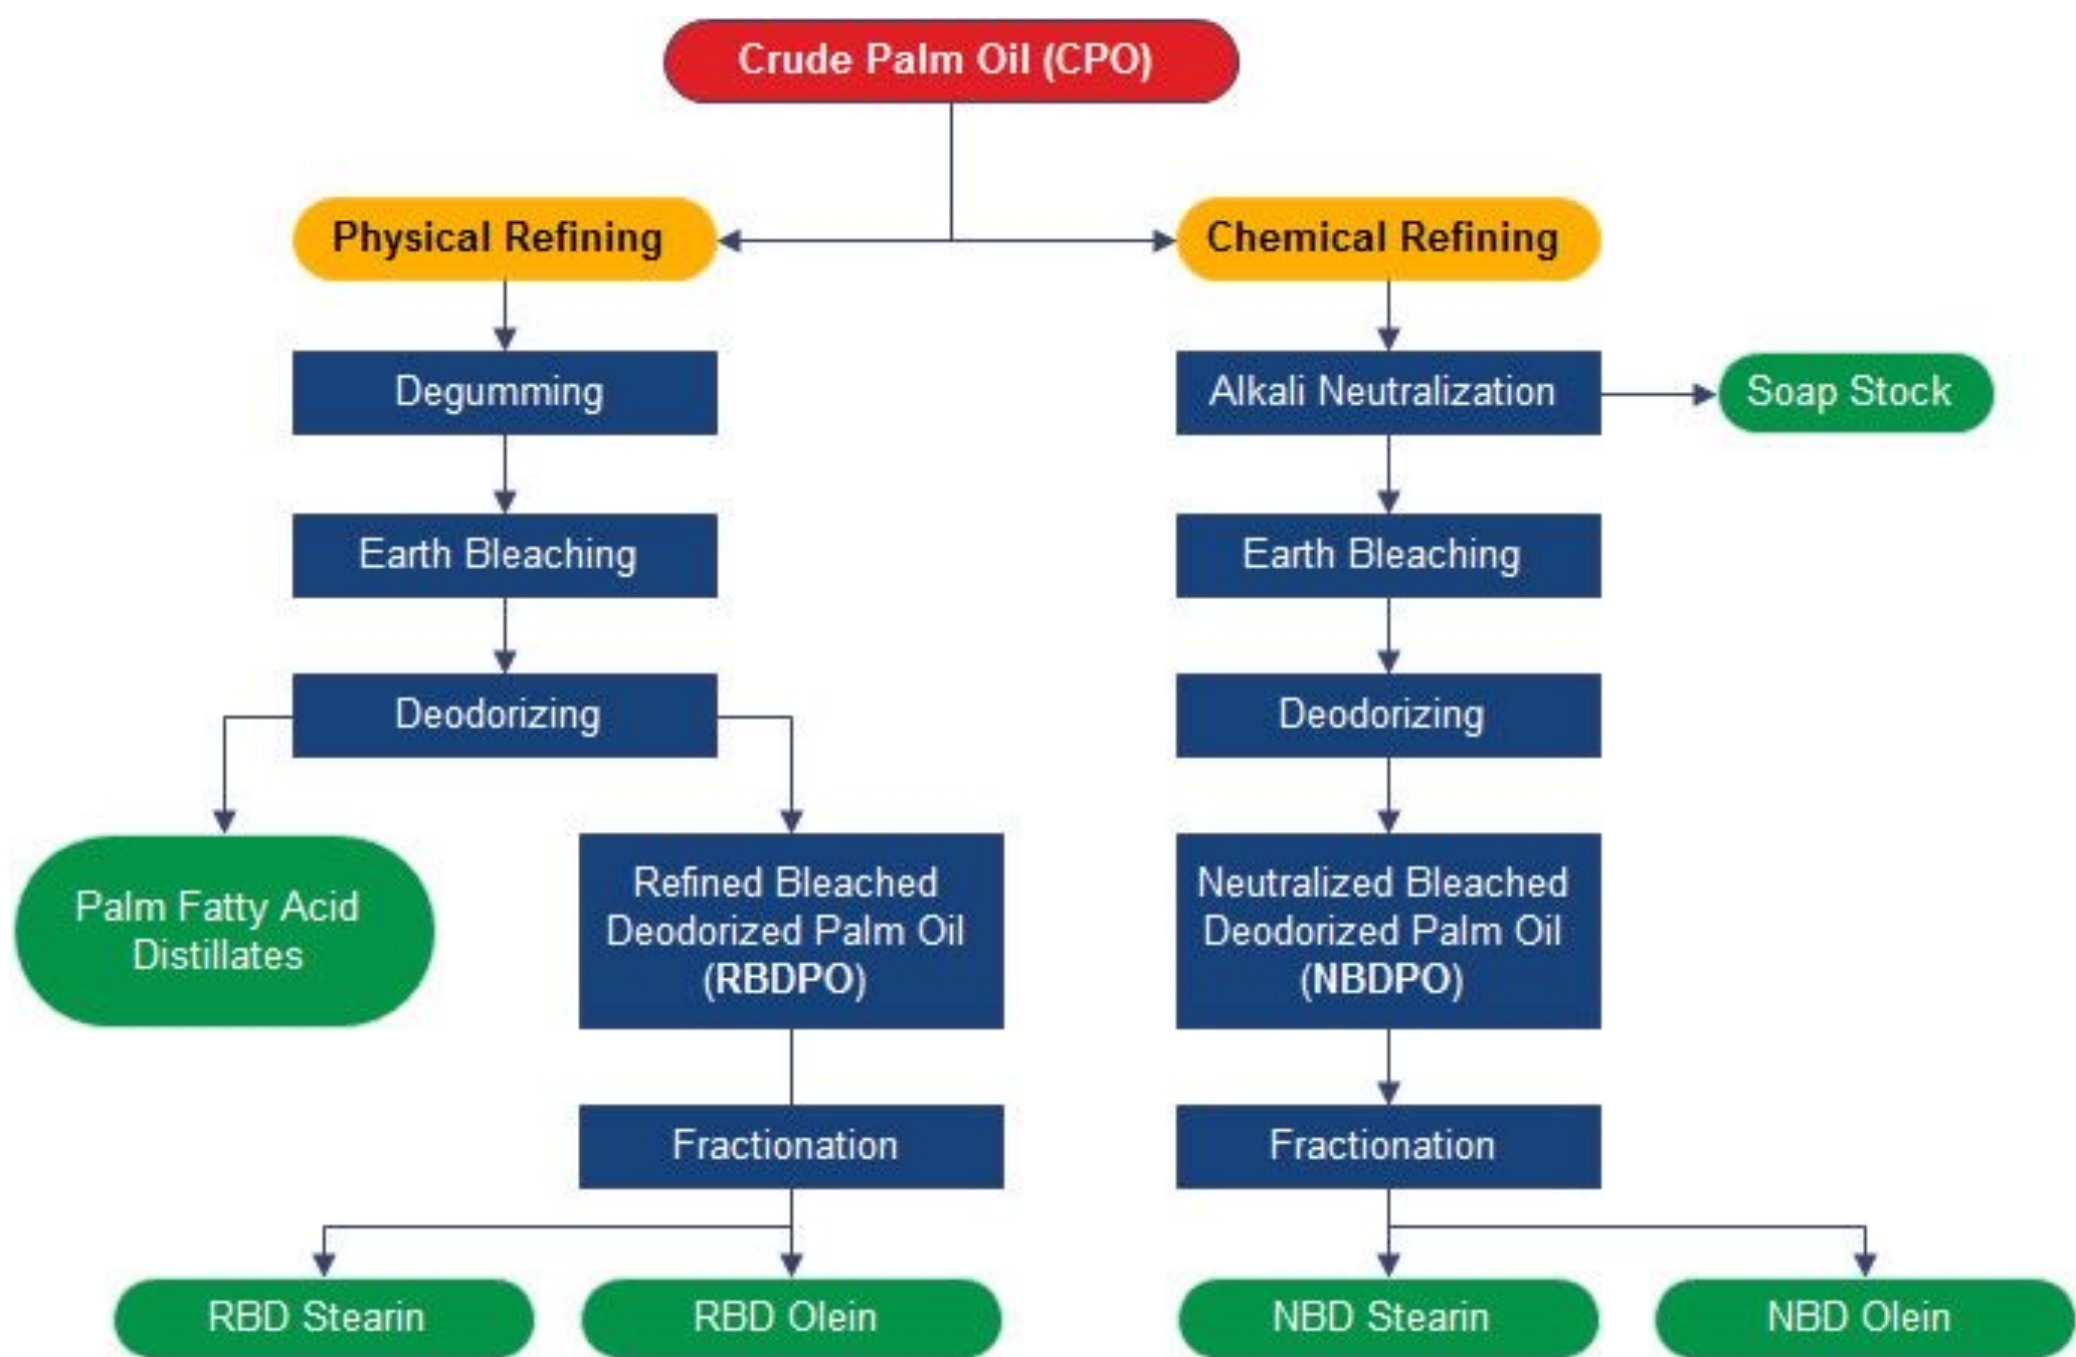 Crude Palm Oil (CPO)
Physical Refining
Chemical Refining
Degumming
Alkali Neutralization
Soap Stock
Earth Bleaching
Earth Bleaching
Deodorizing
Deodorizing
Palm Fatty Acid
Distillates
Refined Bleached
Deodorized Palm Oil
(RBDPO)
Neutralized Bleached
Deodorized Palm Oil
(NBDPO)
Fractionation
Fractionation
RBD Stearin
RBD Olein
NBD Stearin
NBD Olein